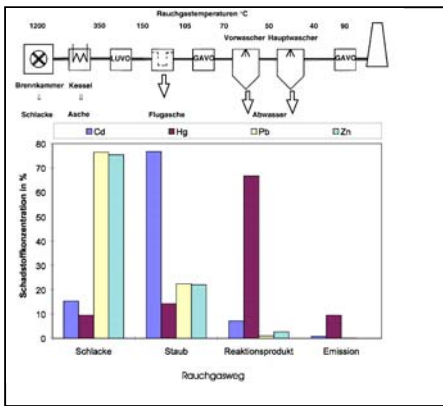 Rauchgastemperaturen °C
1200 350 150 195 70 50 40 90
Vorwascher Hauptwascher
LUVO GAVO GAVO
Brennkammer Kessel
Schlacke Asche Flugasche Abwasser
Cd Hg Pb Zn
Schadstoffkonzentration in %
80
70
60
50
40
30
20
10
0
Schlacke Staub Reaktionsprodukt Emission
Rauchgasweg